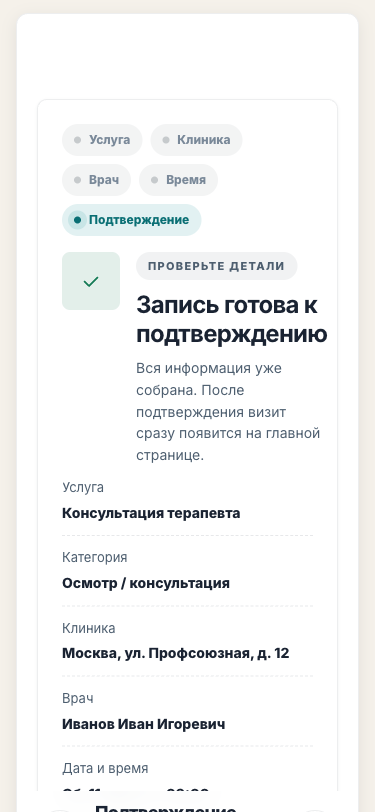 Услуга
Клиника
Врач
Время
Подтверждение
ПРОВЕРЬТЕ ДЕТАЛИ
Запись готова к
подтверждению
Вся информация уже
собрана. После
подтверждения визит
сразу появится на главной
странице.
Услуга
Консультация терапевта
Категория
Осмотр / консультация
Клиника
Москва, ул. Профсоюзная, д. 12
Врач
Иванов Иван Игоревич
Дата и время
Подтверждение